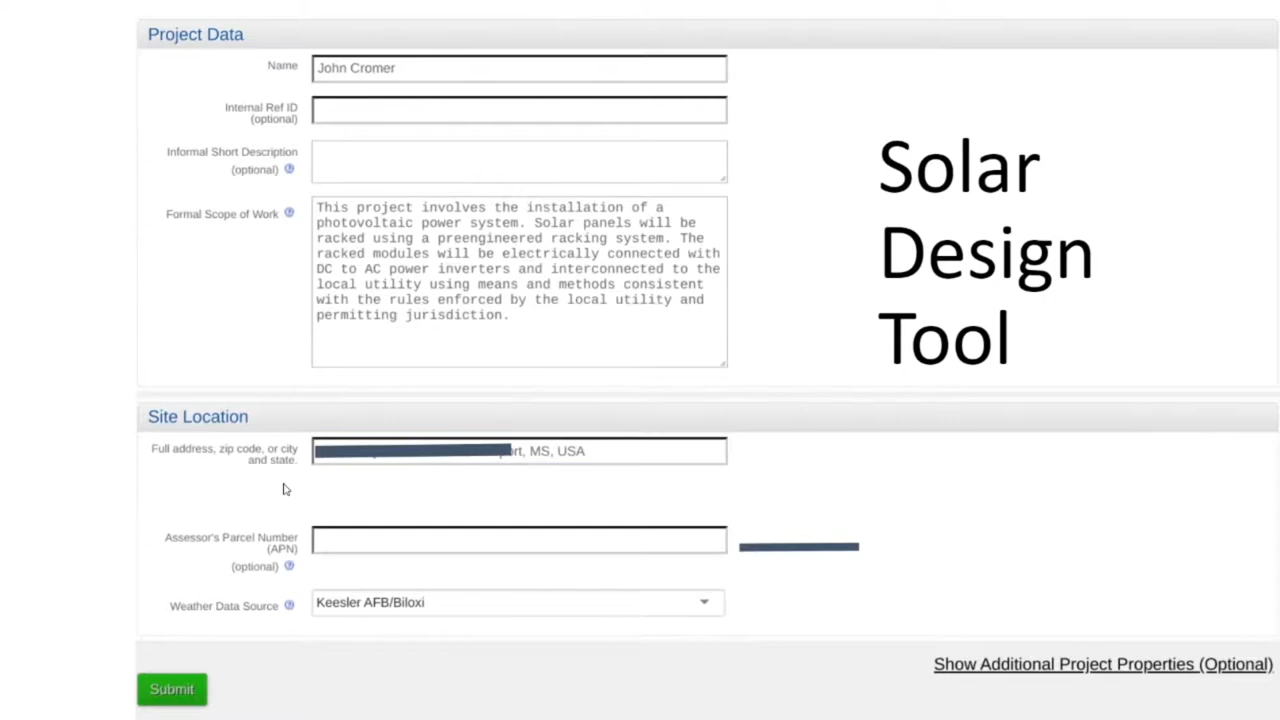 Project Data
Name
John Cromer
Internal Ref ID
(optional)
Informal Short Description
(optional)
Formal Scope of Work
This project involves the installation of a
photovoltaic power system. Solar panels will be
racked using a preengineered racking system. The
racked modules will be electrically connected with
DC to AC power inverters and interconnected to the
local utility using means and methods consistent
with the rules enforced by the local utility and
permitting jurisdiction.
Solar
Design
Tool
Site Location
Full address, zip code, or city
and state.
MS, USA
Assessor's Parcel Number
(APN)
(optional)
Weather Data Source
Keesler AFB/Biloxi
Show Additional Project Properties (Optional)
Submit